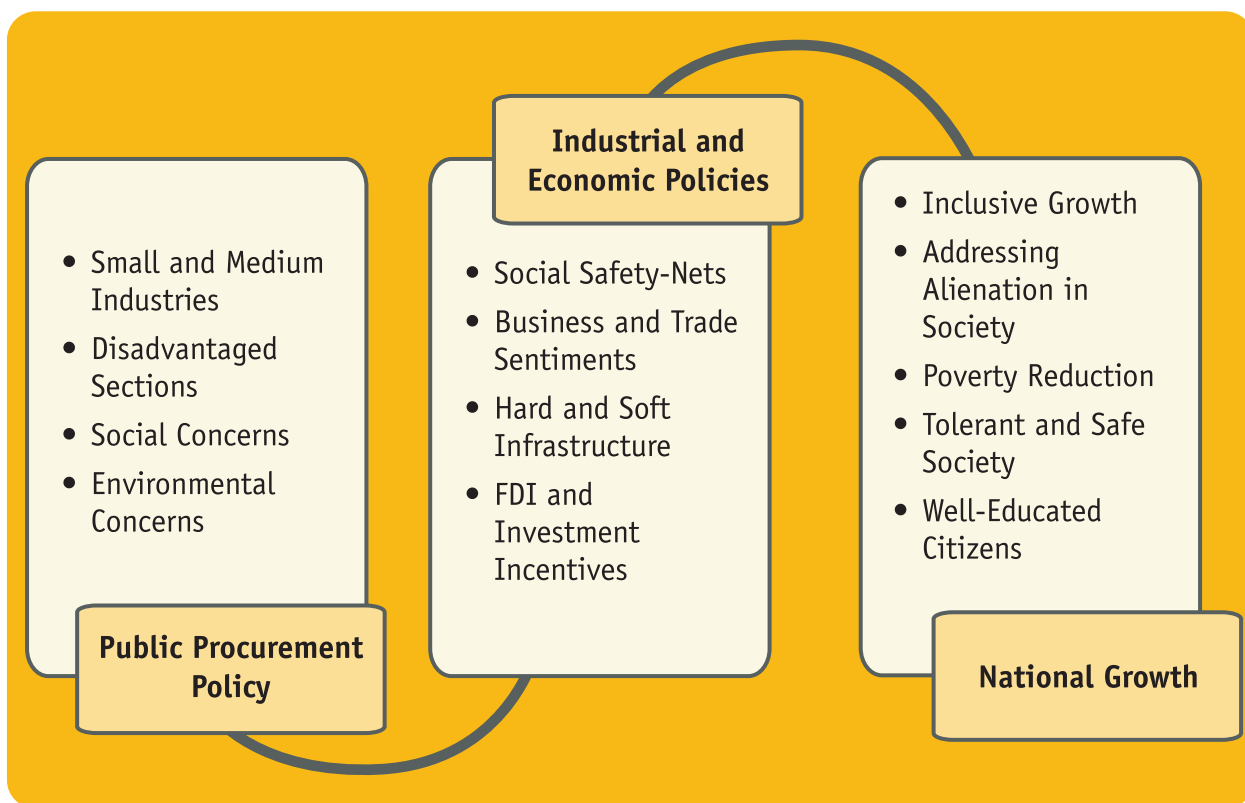 • Small and Medium
Industries
• Disadvantaged
Sections
• Social Concerns
• Environmental
Concerns
Public Procurement
Policy
Industrial and
Economic Policies
• Social Safety-Nets
• Business and Trade
Sentiments
• Hard and Soft
Infrastructure
• FDI and
Investment
Incentives
• Inclusive Growth
• Addressing
Alienation in
Society
• Poverty Reduction
• Tolerant and Safe
Society
• Well-Educated
Citizens
National Growth